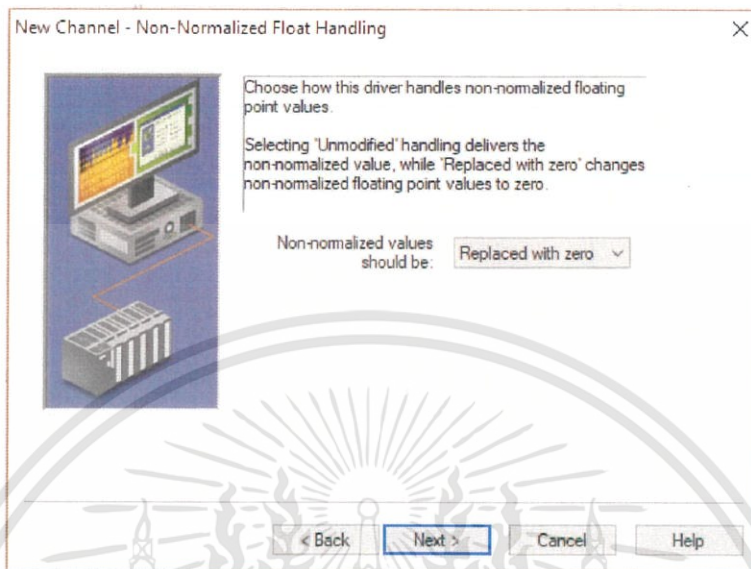 New Channel - Non-Normalized Float Handling
Choose how this driver handles non-normalized floating
point values.
Selecting 'Unmodified' handling delivers the
non-normalized value, while 'Replaced with zero' changes
non-normalized floating point values to zero.
Non-normalized values
should be:
Replaced with zero
< Back
Next >
Cancel
Help